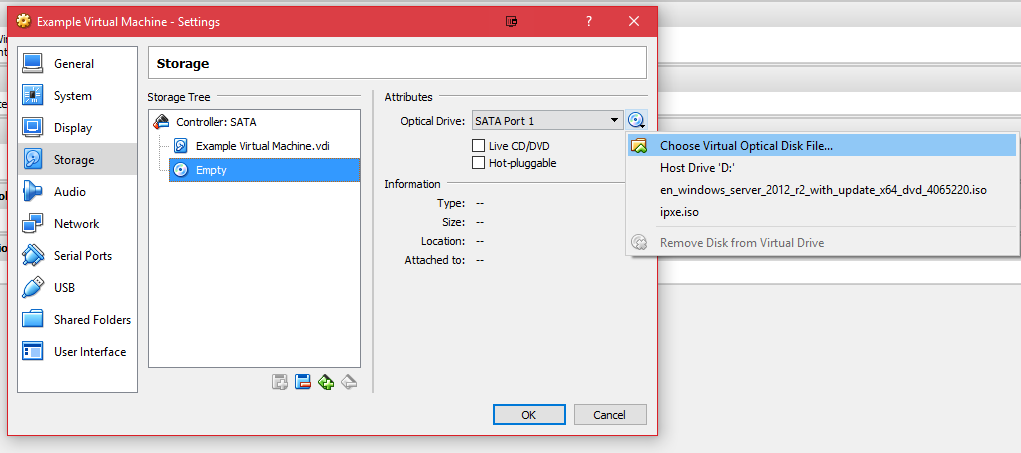 Example Virtual Machine - Settings
?
General
System
Display
Storage
Audio
Network
Serial Ports
USB
Shared Folders
User Interface
Storage
Storage Tree
Controller: SATA
Example Virtual Machine.vdi
Empty
Attributes
Optical Drive: SATA Port 1
Live CD/DVD
Hot-pluggable
Information
Type: --
Size: --
Location: --
Attached to: --
Choose Virtual Optical Disk File...
Host Drive 'D:'
en_windows_server_2012_r2_with_update_x64_dvd_4065220.iso
ipxe.iso
Remove Disk from Virtual Drive
OK Cancel